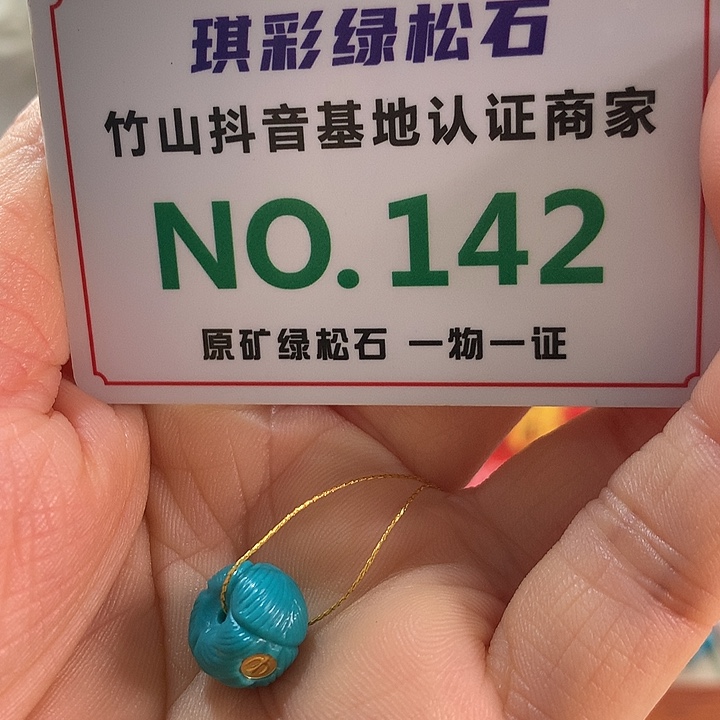 琪彩绿松石
竹山抖音基地认证商家
NO.142
原矿绿松石 一物一证